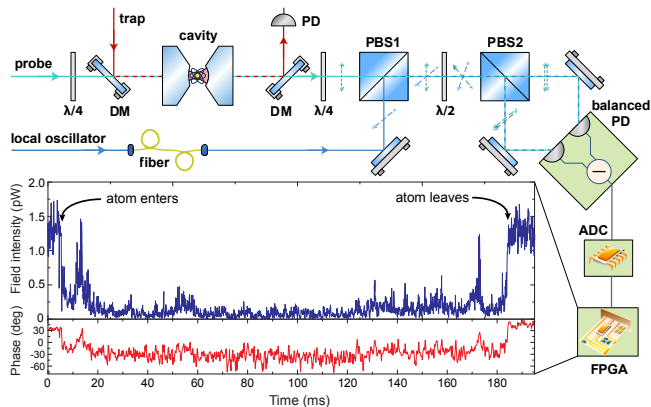 trap
PD
cavity
PBS1
PBS2
probe
λ/4
DM
DM
λ/4
λ/2
balanced
PD
local oscillator
fiber
ADC
FPGA
Field intensity (pW)
2.0
1.5
1.0
0.5
0
atom enters
atom leaves
Phase (deg)
30
0
-30
-60
0
20
40
60
80
100
120
140
160
180
Time (ms)